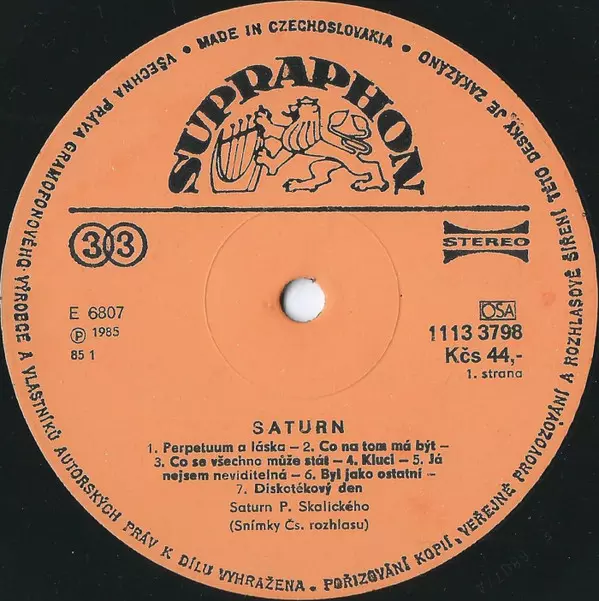 • MADE IN CZECHOSLOVAKIA •
VŠECHNA PRÁVA GRAMOFONOVÉHO VÝROBCE A VLASTNÍKŮ AUTORSKÝCH PRÁV K DÍLU VYHRAŽENA. POŘIZOVÁNÍ KOPIÍ, VEŘEJNÉ PROVOZOVÁNÍ A ROZHLASOVÉ ŠÍŘENÍ TÉTO DESKY JE ZAKÁZÁNO
SUPRAPHON
33
STEREO
E 6807
Ⓟ 1985
85 1
OSA
1113 3798
Kčs 44,-
1. strana
SATURN
1. Perpetuum a láska – 2. Co na tom má být –
3. Co se všechno může stát – 4. Kluci – 5. Já
nejsem neviditelná – 6. Byl jako ostatní –
7. Diskotékový den
Saturn P. Skalického
(Snímky Čs. rozhlasu)